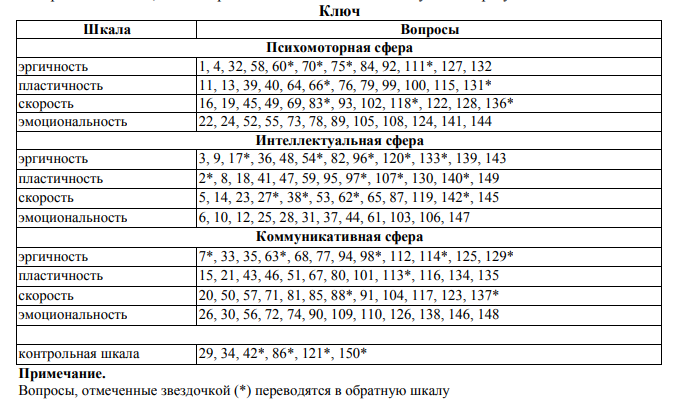 Ключ
Шкала Вопросы
Психомоторная сфера
эргичность 1, 4, 32, 58, 60*, 70*, 75*, 84, 92, 111*, 127, 132
пластичность 11, 13, 39, 40, 64, 66*, 76, 79, 99, 100, 115, 131*
скорость 16, 19, 45, 49, 69, 83*, 93, 102, 118*, 122, 128, 136*
эмоциональность 22, 24, 52, 55, 73, 78, 89, 105, 108, 124, 141, 144
Интеллектуальная сфера
эргичность 3, 9, 17*, 36, 48, 54*, 82, 96*, 120*, 133*, 139, 143
пластичность 2*, 8, 18, 41, 47, 59, 95, 97*, 107*, 130, 140*, 149
скорость 5, 14, 23, 27*, 38*, 53, 62*, 65, 87, 119, 142*, 145
эмоциональность 6, 10, 12, 25, 28, 31, 37, 44, 61, 103, 106, 147
Коммуникативная сфера
эргичность 7*, 33, 35, 63*, 68, 77, 94, 98*, 112, 114*, 125, 129*
пластичность 15, 21, 43, 46, 51, 67, 80, 101, 113*, 116, 134, 135
скорость 20, 50, 57, 71, 81, 85, 88*, 91, 104, 117, 123, 137*
эмоциональность 26, 30, 56, 72, 74, 90, 109, 110, 126, 138, 146, 148
контрольная шкала 29, 34, 42*, 86*, 121*, 150*
Примечание.
Вопросы, отмеченные звездочкой (*) переводятся в обратную шкалу